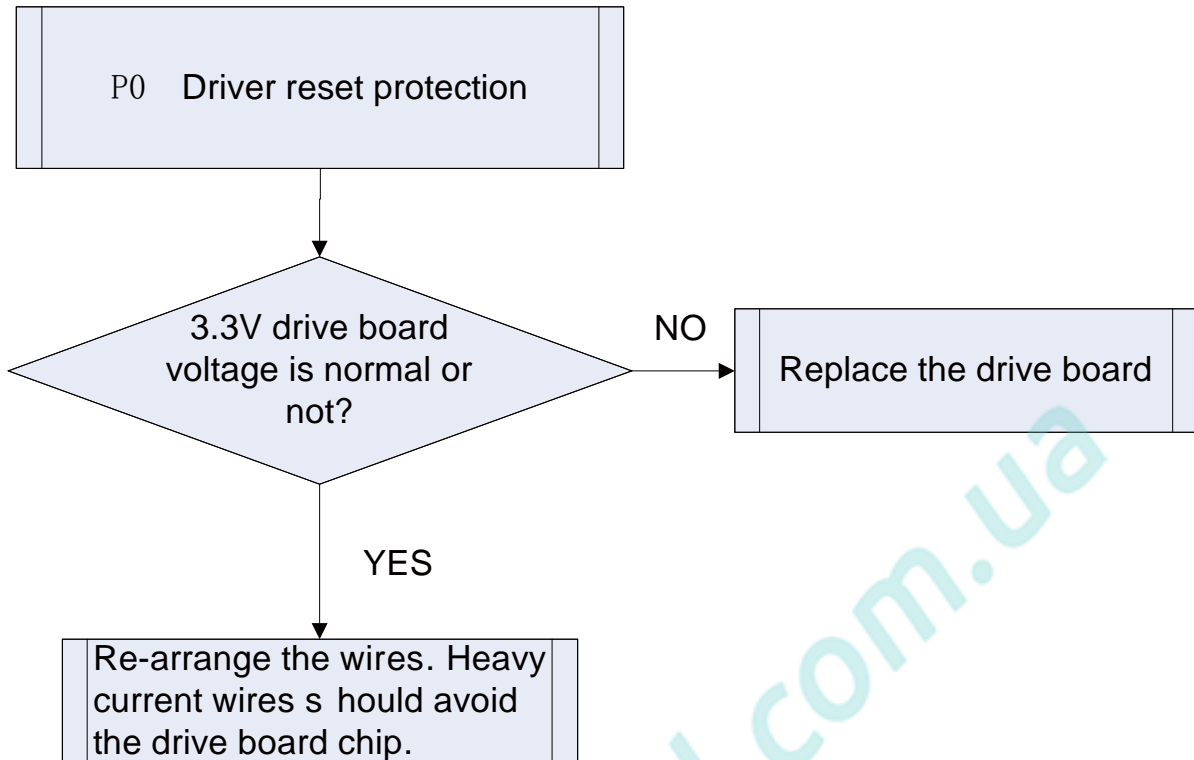 P0 Driver reset protection
3.3V drive board
voltage is normal or
not?
NO
Replace the drive board
YES
Re-arrange the wires. Heavy
current wires s hould avoid
the drive board chip.
com.ua